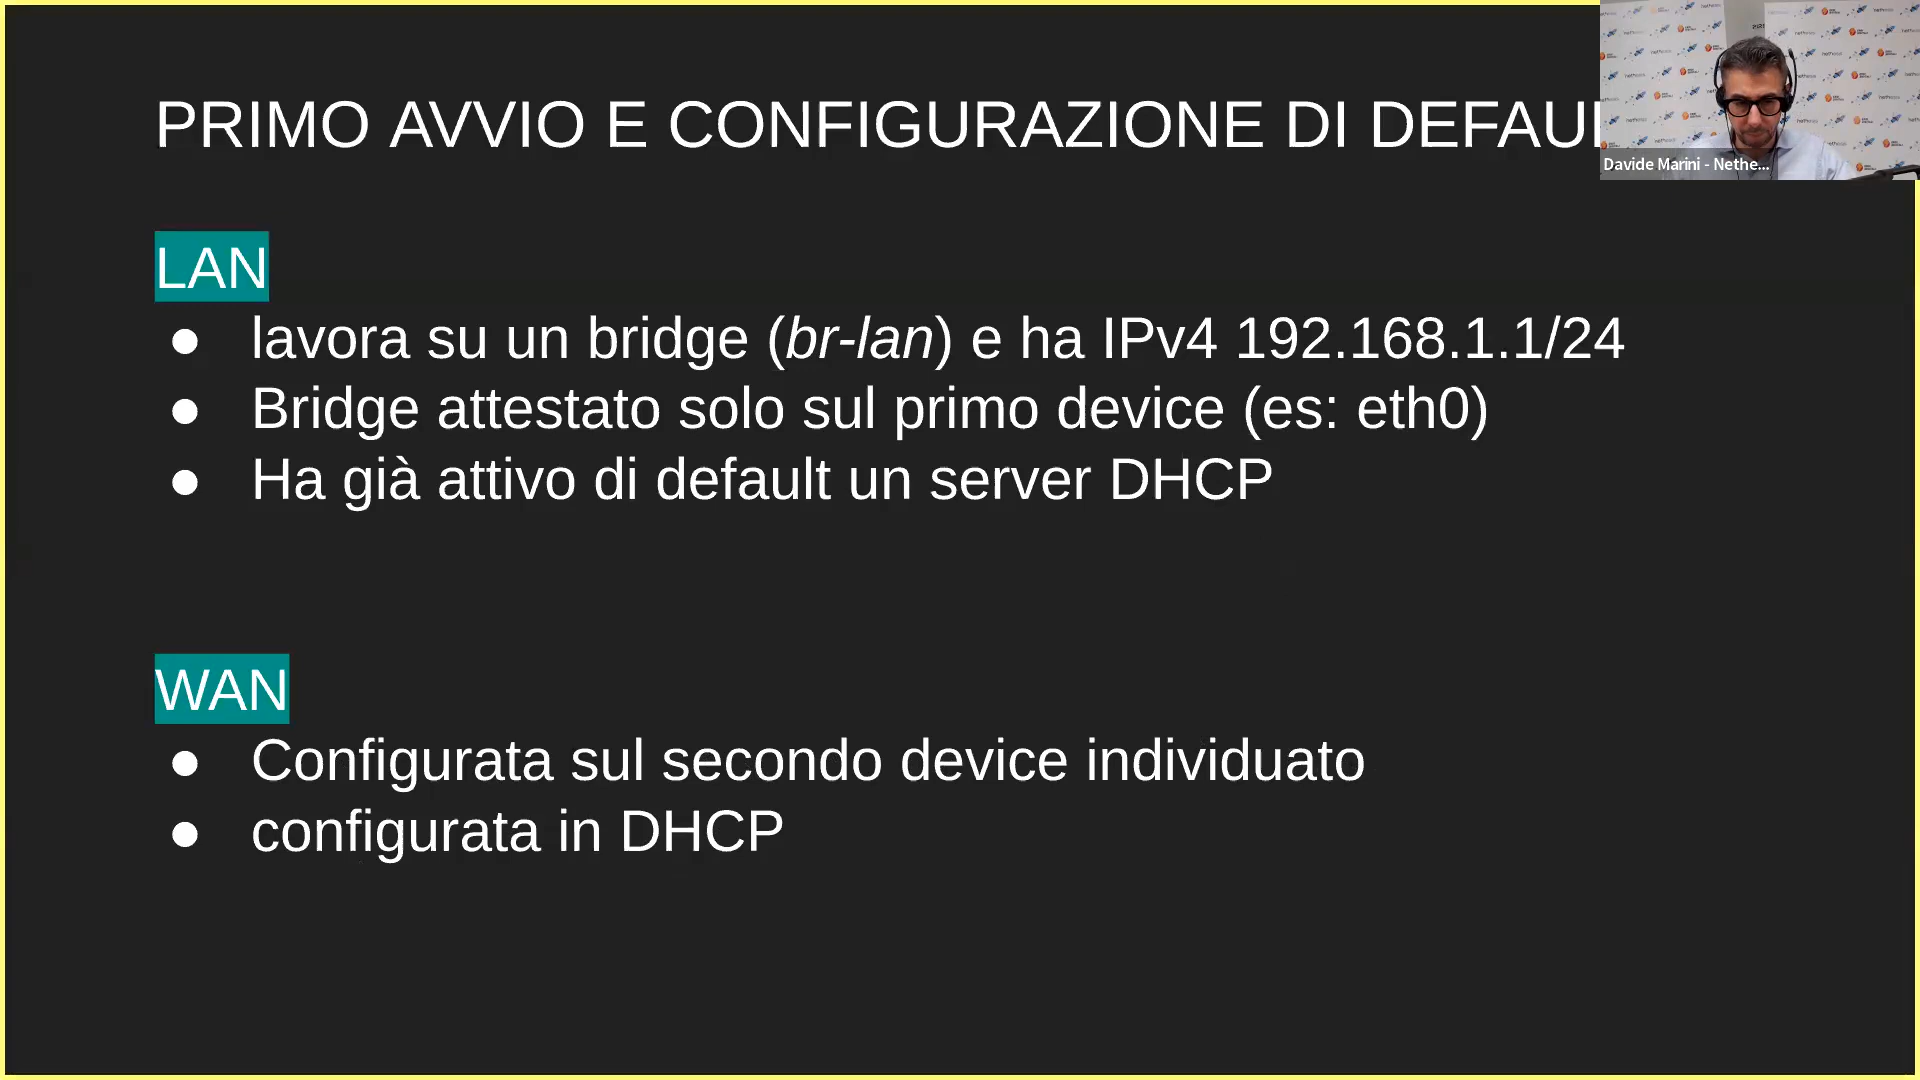 PRIMO AVVIO E CONFIGURAZIONE DI DEFAU
Davide Marini - Nethe...
LAN
● lavora su un bridge (br-lan) e ha IPv4 192.168.1.1/24
● Bridge attestato solo sul primo device (es: eth0)
● Ha già attivo di default un server DHCP
WAN
● Configurata sul secondo device individuato
● configurata in DHCP